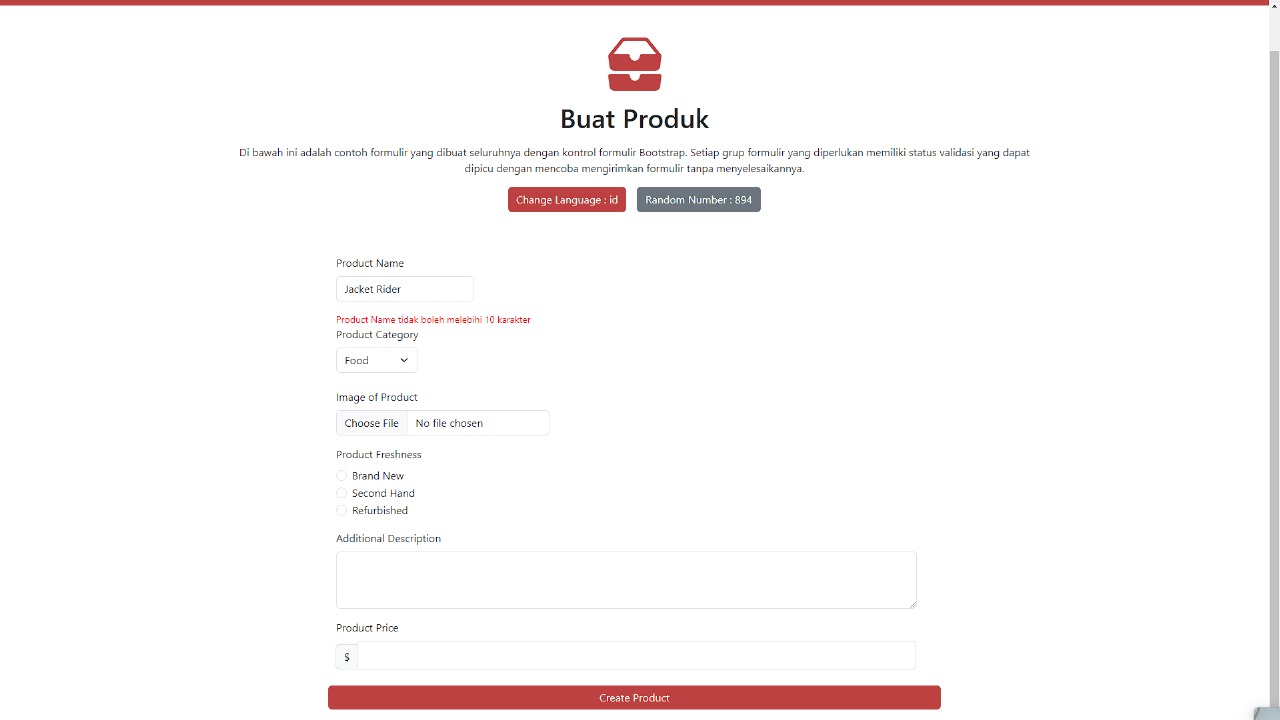 Buat Produk
Di bawah ini adalah contoh formulir yang dibuat seluruhnya dengan kontrol formulir Bootstrap. Setiap grup formulir yang diperlukan memiliki status validasi yang dapat
dipicu dengan mencoba mengirimkan formulir tanpa menyelesaikannya.
Change Language : id
Random Number : 894
Product Name
Jacket Rider
Product Name tidak boleh melebihi 10 karakter
Product Category
Food
Image of Product
Choose File No file chosen
Product Freshness
Brand New
Second Hand
Refurbished
Additional Description
Product Price
$
Create Product